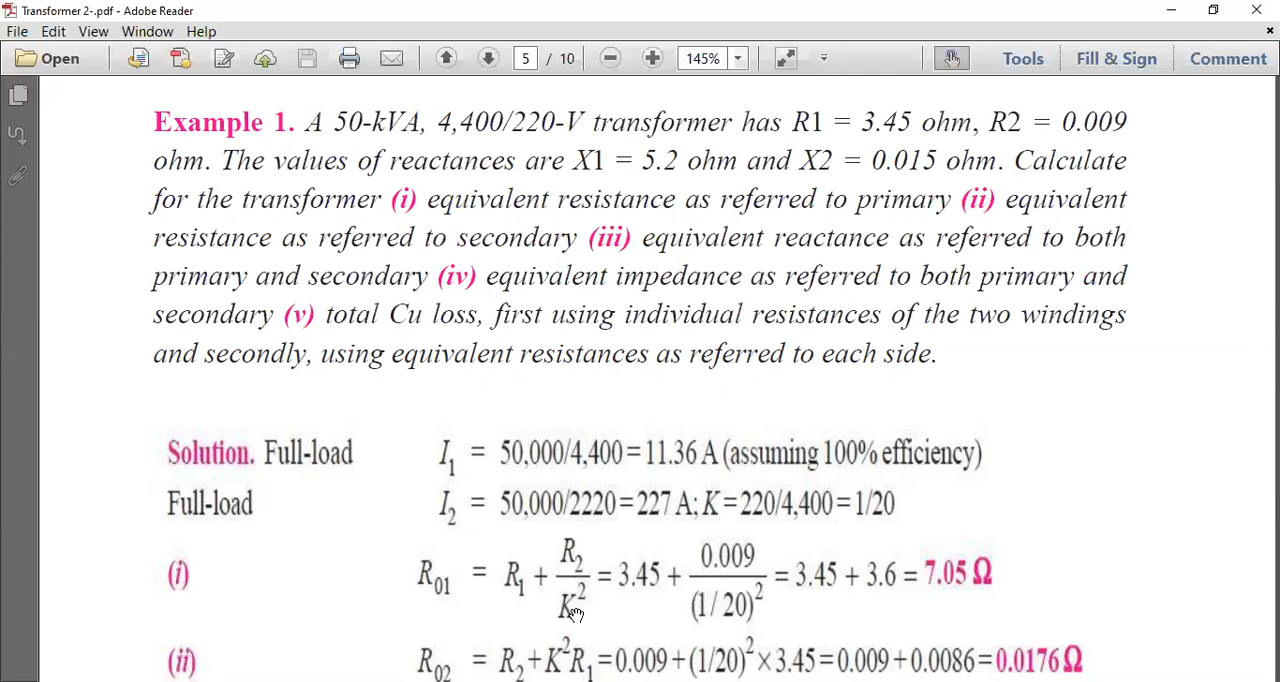 Transformer 2-.pdf - Adobe Reader
File Edit View Window Help
Open 5 / 10 145% Tools Fill & Sign Comment
Example 1. A 50-kVA, 4,400/220-V transformer has R1 = 3.45 ohm, R2 = 0.009
ohm. The values of reactances are X1 = 5.2 ohm and X2 = 0.015 ohm. Calculate
for the transformer (i) equivalent resistance as referred to primary (ii) equivalent
resistance as referred to secondary (iii) equivalent reactance as referred to both
primary and secondary (iv) equivalent impedance as referred to both primary and
secondary (v) total Cu loss, first using individual resistances of the two windings
and secondly, using equivalent resistances as referred to each side.
Solution. Full-load I₁ = 50,000/4,400 = 11.36 A (assuming 100% efficiency)
Full-load I₂ = 50,000/2220 = 227 A; K = 220/4,400 = 1/20
(i) R₀₁ = R₁ + R₂/K² = 3.45 + 0.009/(1/20)² = 3.45 + 3.6 = 7.05 Ω
(ii) R₀₂ = R₂ + K²R₁ = 0.009 + (1/20)² × 3.45 = 0.009 + 0.0086 = 0.0176 Ω